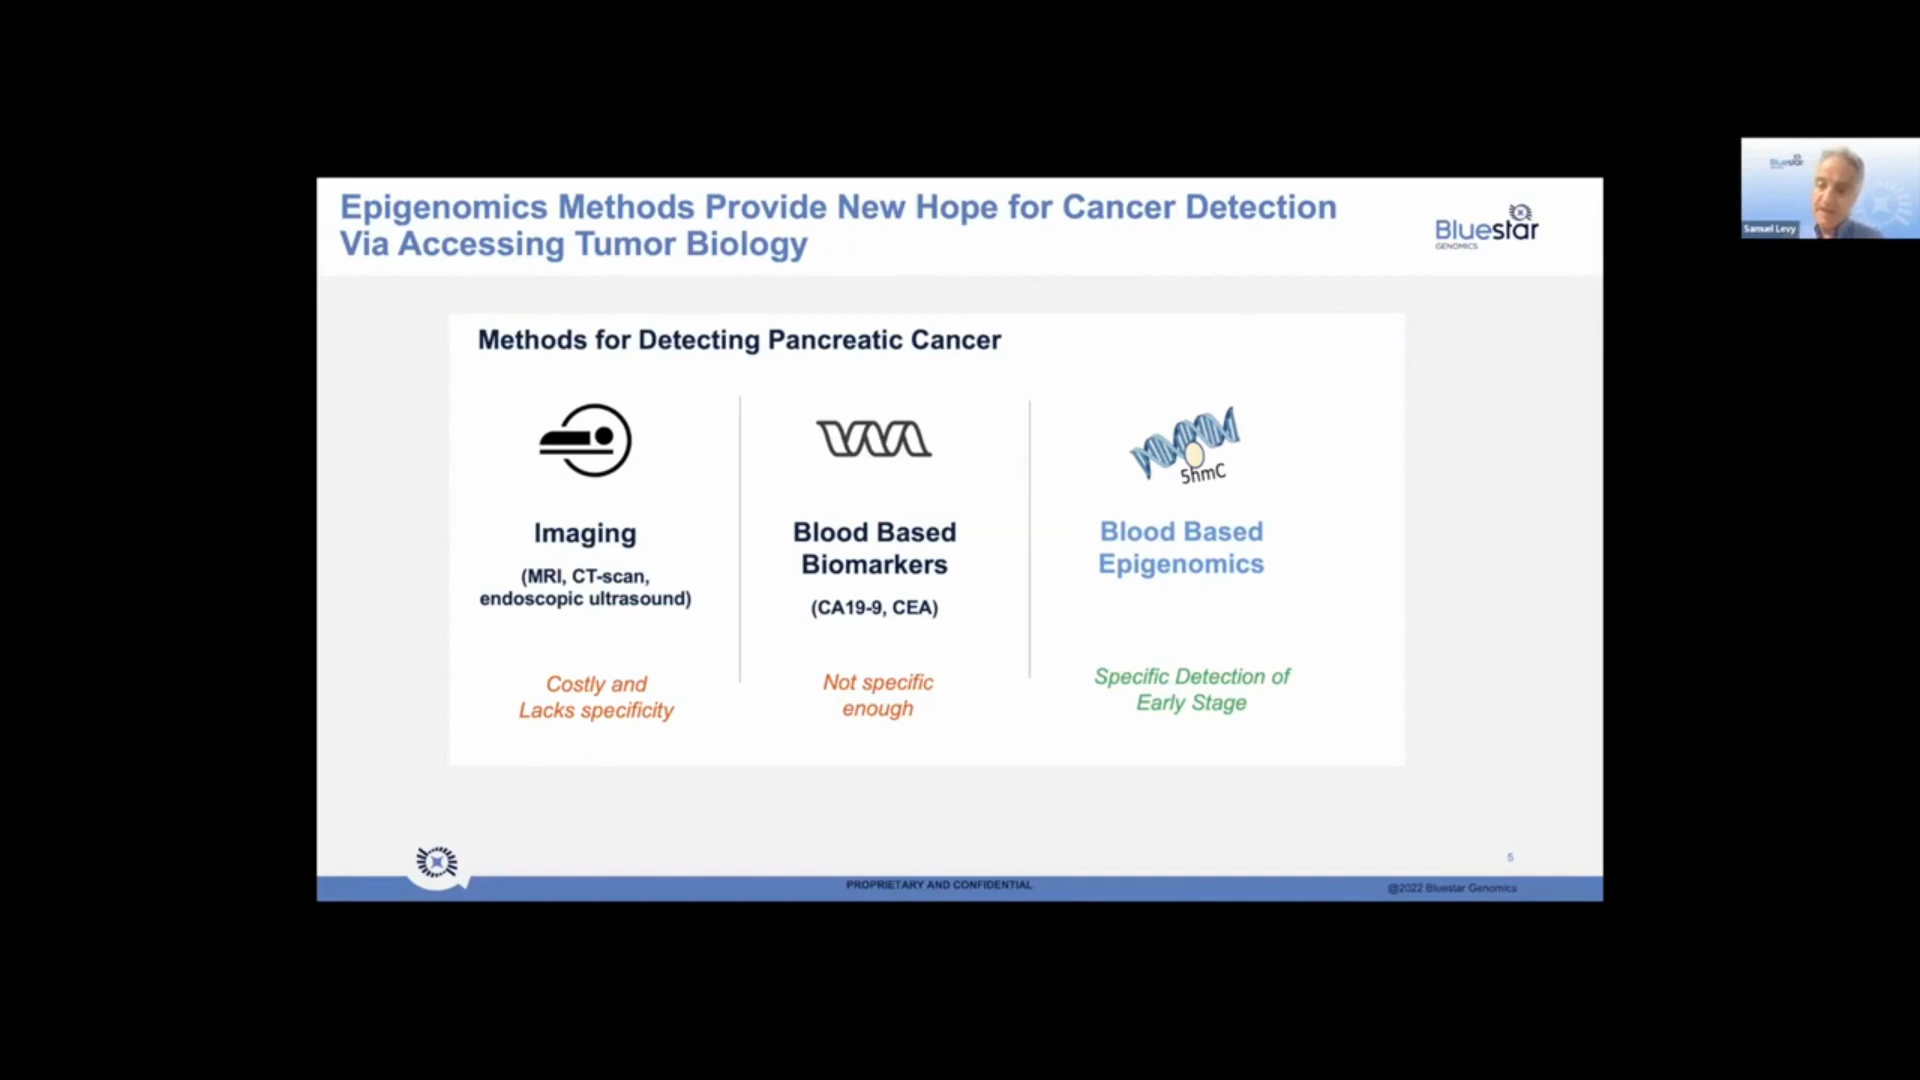 Epigenomics Methods Provide New Hope for Cancer Detection
Via Accessing Tumor Biology
Bluestar
GENOMICS
Bluestar
Samuel Levy
Methods for Detecting Pancreatic Cancer
5hmC
Imaging
(MRI, CT-scan,
endoscopic ultrasound)
Costly and
Lacks specificity
Blood Based
Biomarkers
(CA19-9, CEA)
Not specific
enough
Blood Based
Epigenomics
Specific Detection of
Early Stage
5
PROPRIETARY AND CONFIDENTIAL
@2022 Bluestar Genomics